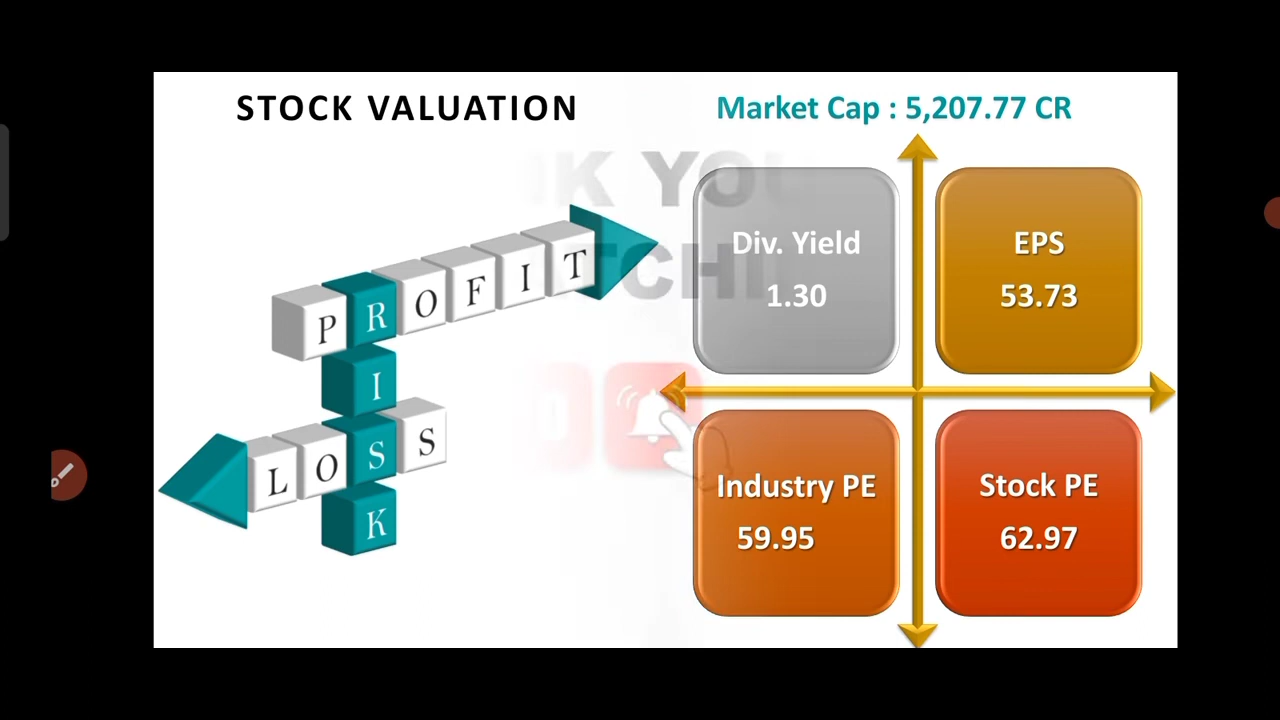 STOCK VALUATION
Market Cap : 5,207.77 CR
Div. Yield
1.30
EPS
53.73
PROFIT
RISK
LOSS
Industry PE
59.95
Stock PE
62.97